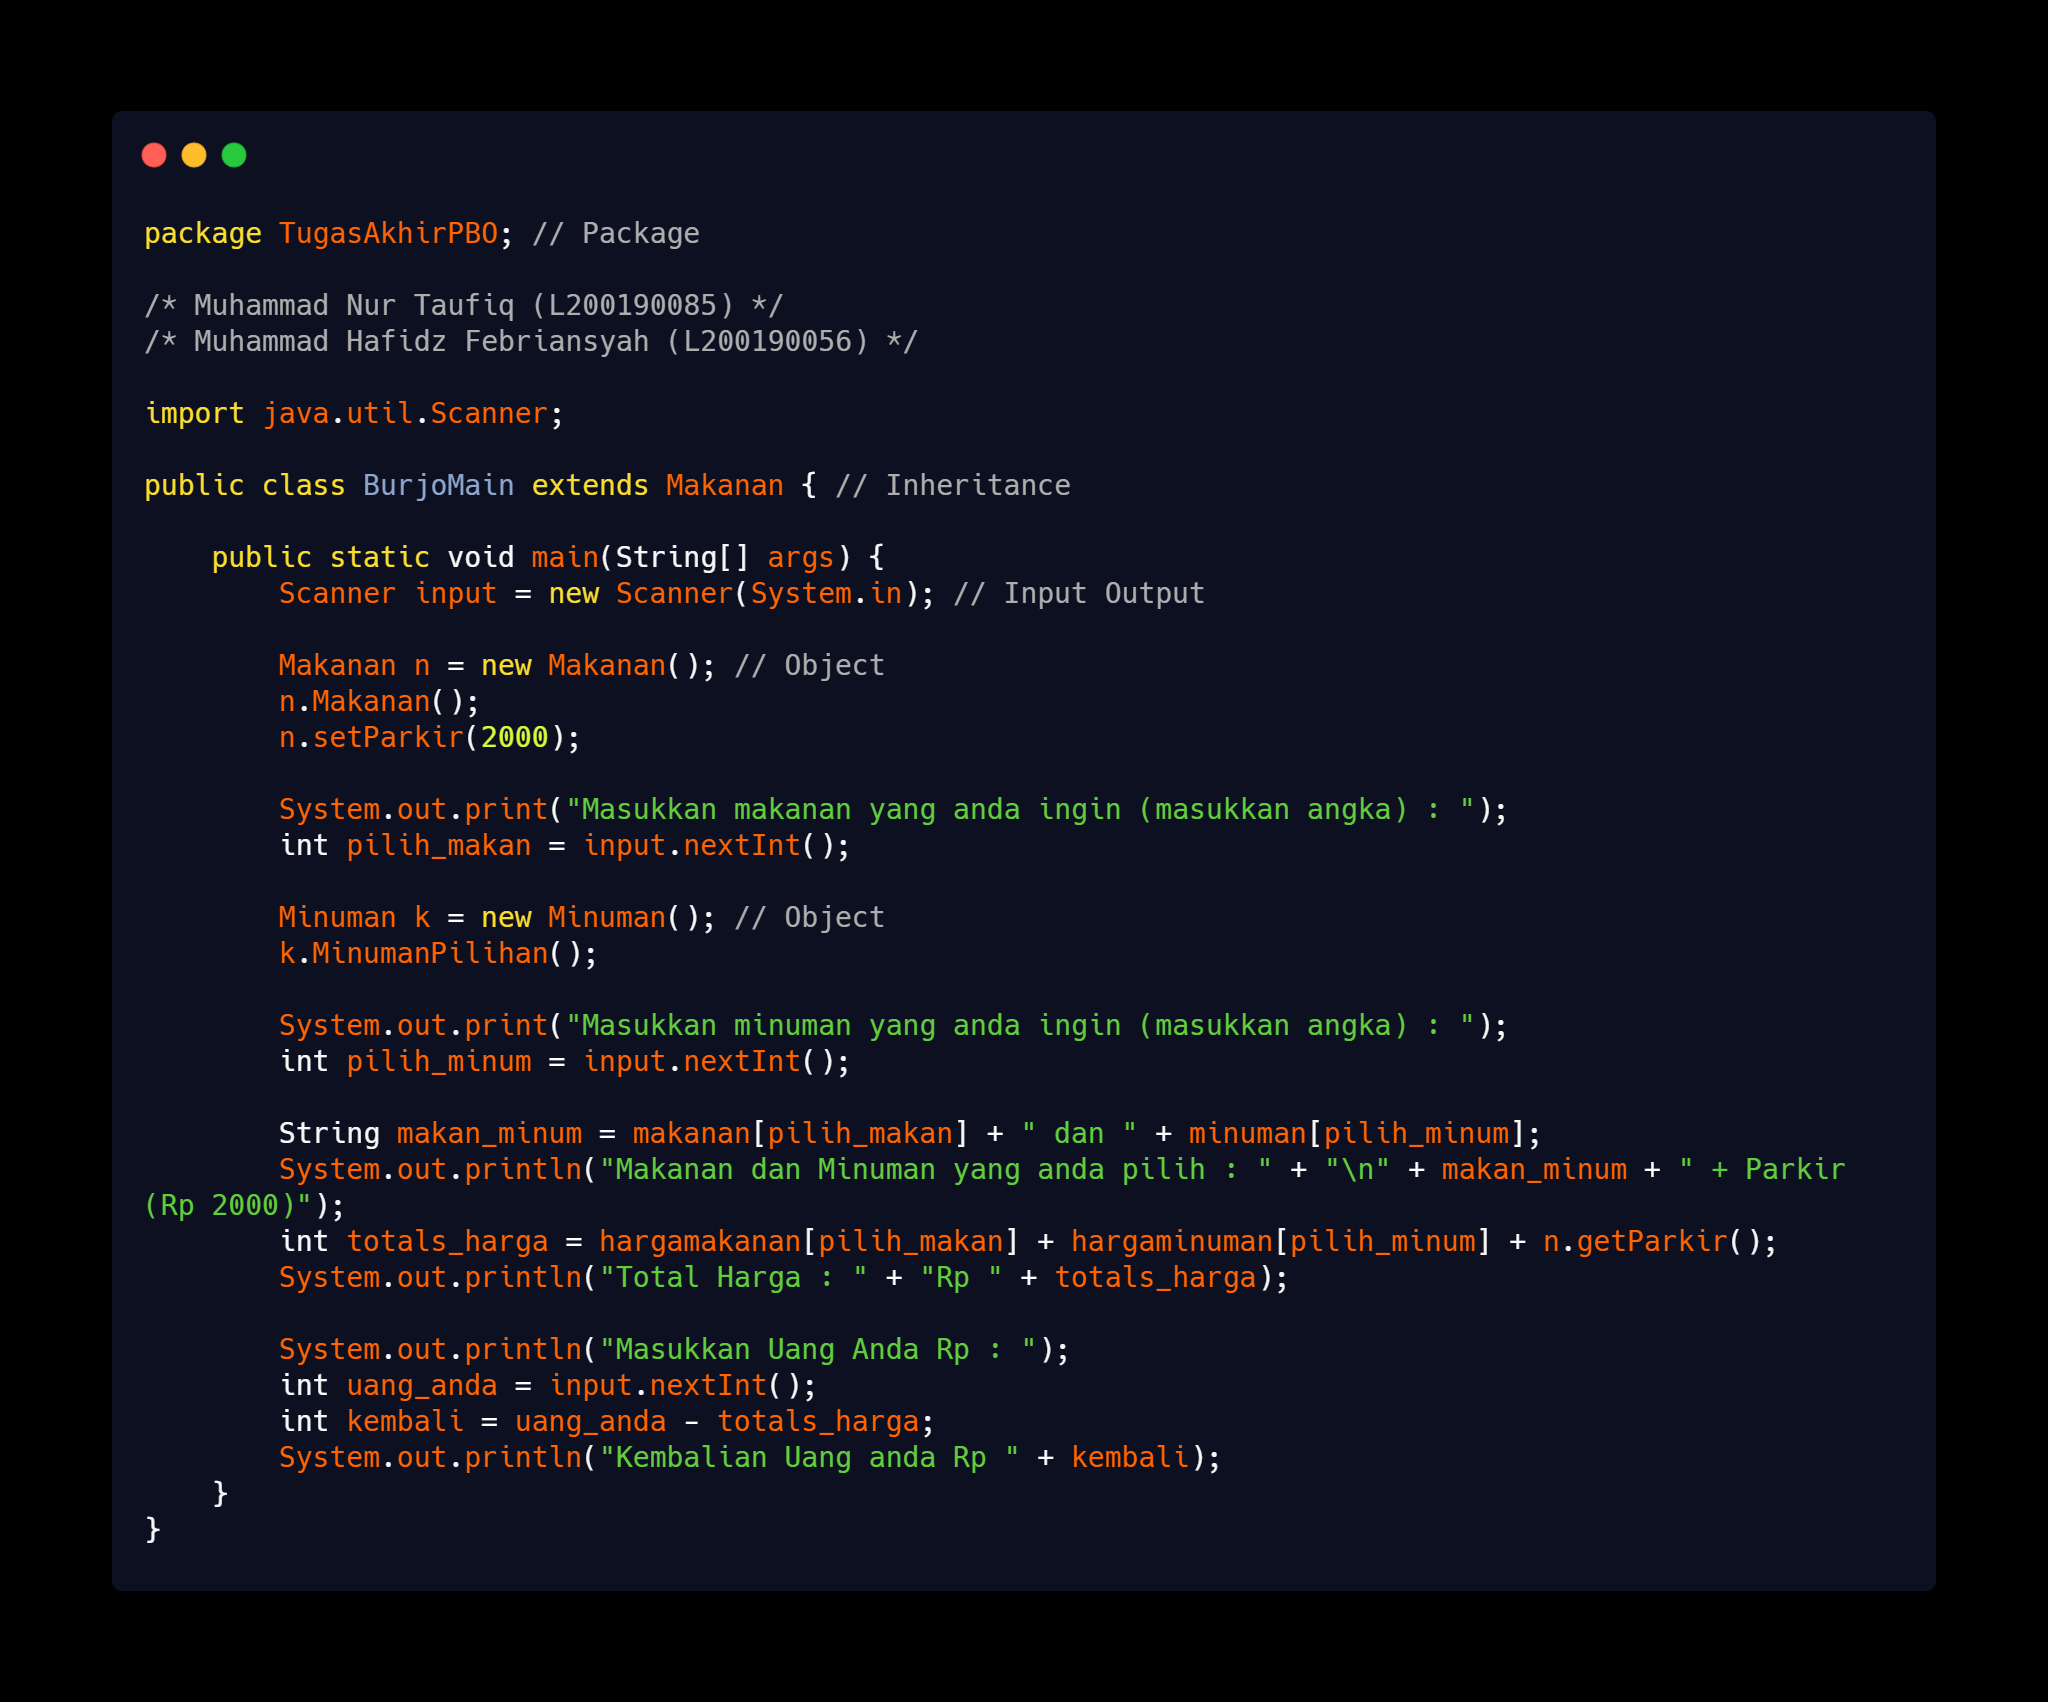 package TugasAkhirPBO; // Package
/* Muhammad Nur Taufiq (L200190085) */
/* Muhammad Hafidz Febriansyah (L200190056) */
import java.util.Scanner;
public class BurjoMain extends Makanan { // Inheritance
public static void main(String[] args) {
Scanner input = new Scanner(System.in); // Input Output
Makanan n = new Makanan(); // Object
n.Makanan();
n.setParkir(2000);
System.out.print("Masukkan makanan yang anda ingin (masukkan angka) : ");
int pilih_makan = input.nextInt();
Minuman k = new Minuman(); // Object
k.MinumanPilihan();
System.out.print("Masukkan minuman yang anda ingin (masukkan angka) : ");
int pilih_minum = input.nextInt();
String makan_minum = makanan[pilih_makan] + " dan " + minuman[pilih_minum];
System.out.println("Makanan dan Minuman yang anda pilih : " + "\n" + makan_minum + " + Parkir
(Rp 2000)");
int totals_harga = hargamakanan[pilih_makan] + hargaminuman[pilih_minum] + n.getParkir();
System.out.println("Total Harga : " + "Rp " + totals_harga);
System.out.println("Masukkan Uang Anda Rp : ");
int uang_anda = input.nextInt();
int kembali = uang_anda - totals_harga;
System.out.println("Kembalian Uang anda Rp " + kembali);
}
}